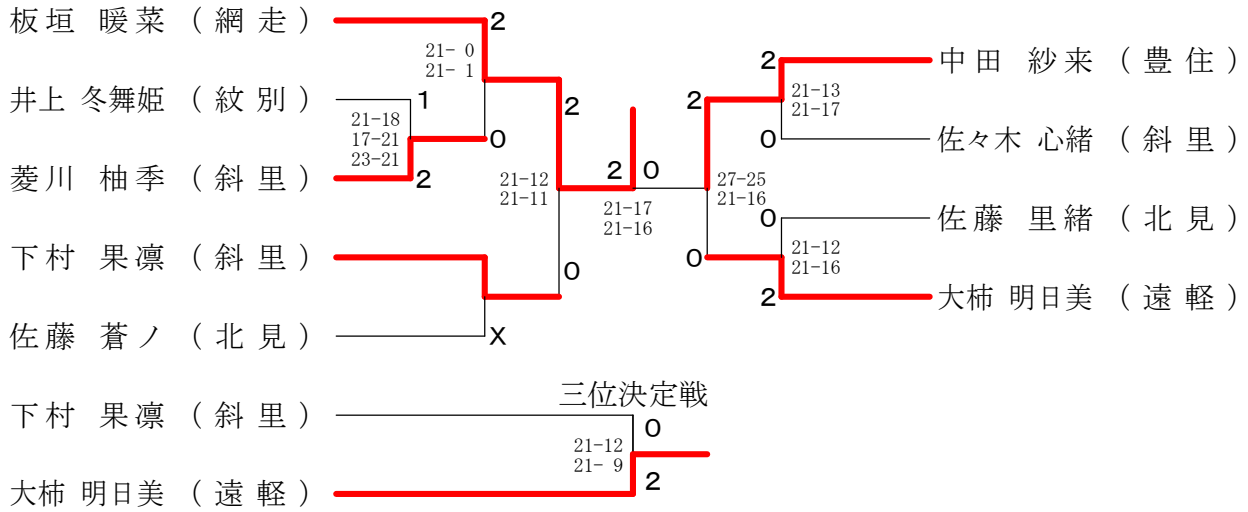 板垣 暖菜 （ 網 走 ）
2
21- 0
21- 1
井上 冬舞姫 （ 紋 別 ）
1
21-18
17-21
23-21
0
菱川 柚季 （ 斜 里 ）
2
2
21-12
21-11
下村 果凛 （ 斜 里 ）
0
佐藤 蒼ノ （ 北 見 ）
X
2 0
21-17
21-16
中田 紗来 （ 豊 住 ）
2
21-13
21-17
2
0
佐々木 心緒 （ 斜 里 ）
27-25
21-16
佐藤 里緒 （ 北 見 ）
0
21-12
21-16
0
2
大柿 明日美 （ 遠 軽 ）
三位決定戦
下村 果凛 （ 斜 里 ）
0
21-12
21- 9
2
大柿 明日美 （ 遠 軽 ）